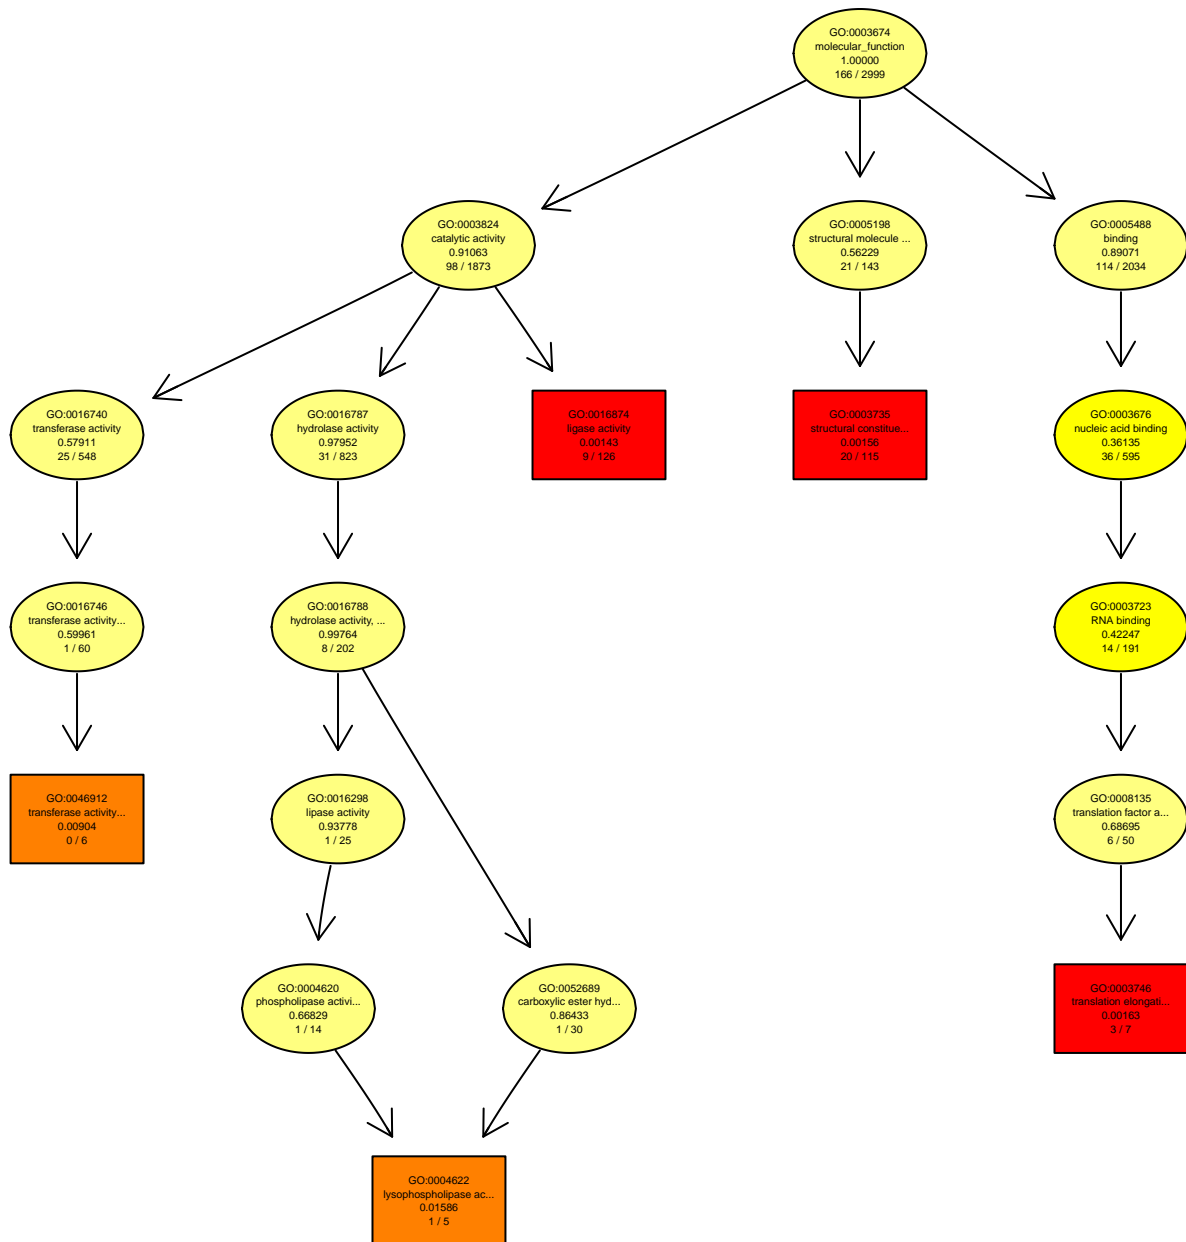 GO:0003674
molecular_function
1.00000
166 / 2999
GO:0003824
catalytic activity
0.91063
98 / 1873
GO:0005198
structural molecule ...
0.56229
21 / 143
GO:0005488
binding
0.89071
114 / 2034
GO:0016740
transferase activity
0.57911
25 / 548
GO:0016787
hydrolase activity
0.97952
31 / 823
GO:0016874
ligase activity
0.00143
9 / 126
GO:0003735
structural constitue...
0.00156
20 / 115
GO:0003676
nucleic acid binding
0.36135
36 / 595
GO:0016746
transferase activity...
0.59961
1 / 60
GO:0016788
hydrolase activity, ...
0.99764
8 / 202
GO:0003723
RNA binding
0.42247
14 / 191
GO:0046912
transferase activity...
0.00904
0 / 6
GO:0016298
lipase activity
0.93778
1 / 25
GO:0008135
translation factor a...
0.68695
6 / 50
GO:0004620
phospholipase activi...
0.66829
1 / 14
GO:0052689
carboxylic ester hyd...
0.86433
1 / 30
GO:0003746
translation elongati...
0.00163
3 / 7
GO:0004622
lysophospholipase ac...
0.01586
1 / 5